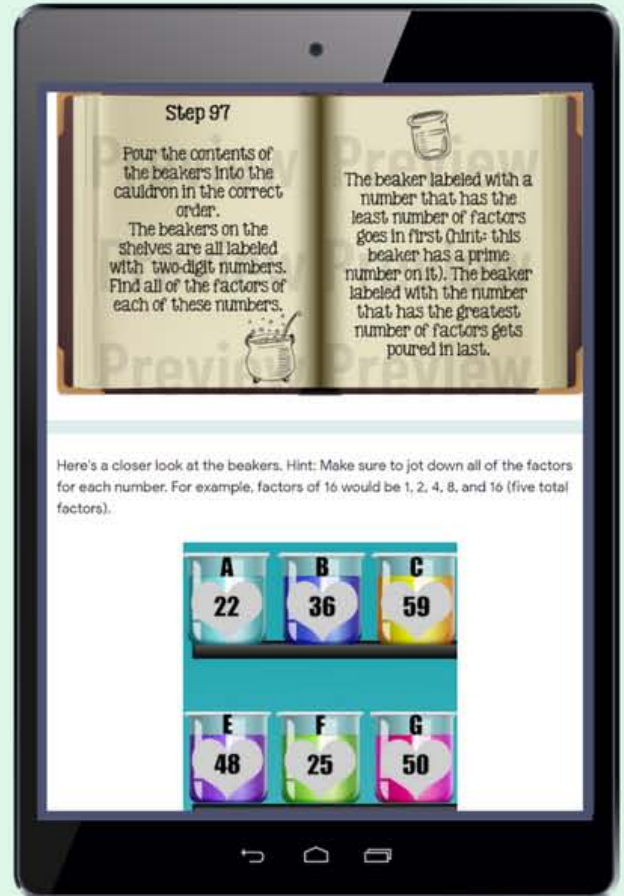 Step 97
Pour the contents of
the beakers into the
cauldron in the correct
order.
The beakers on the
shelves are all labeled
with two-digit numbers.
Find all of the factors of
each of these numbers.
The beaker labeled with a
number that has the
least number of factors
goes in first (hint: this
beaker has a prime
number on it). The beaker
labeled with the number
that has the greatest
number of factors gets
poured in last.
Preview
Preview
Preview
Preview
Here's a closer look at the beakers. Hint: Make sure to jot down all of the factors
for each number. For example, factors of 16 would be 1, 2, 4, 8, and 16 (five total
factors).
A B C
22 36 59
E F G
48 25 50